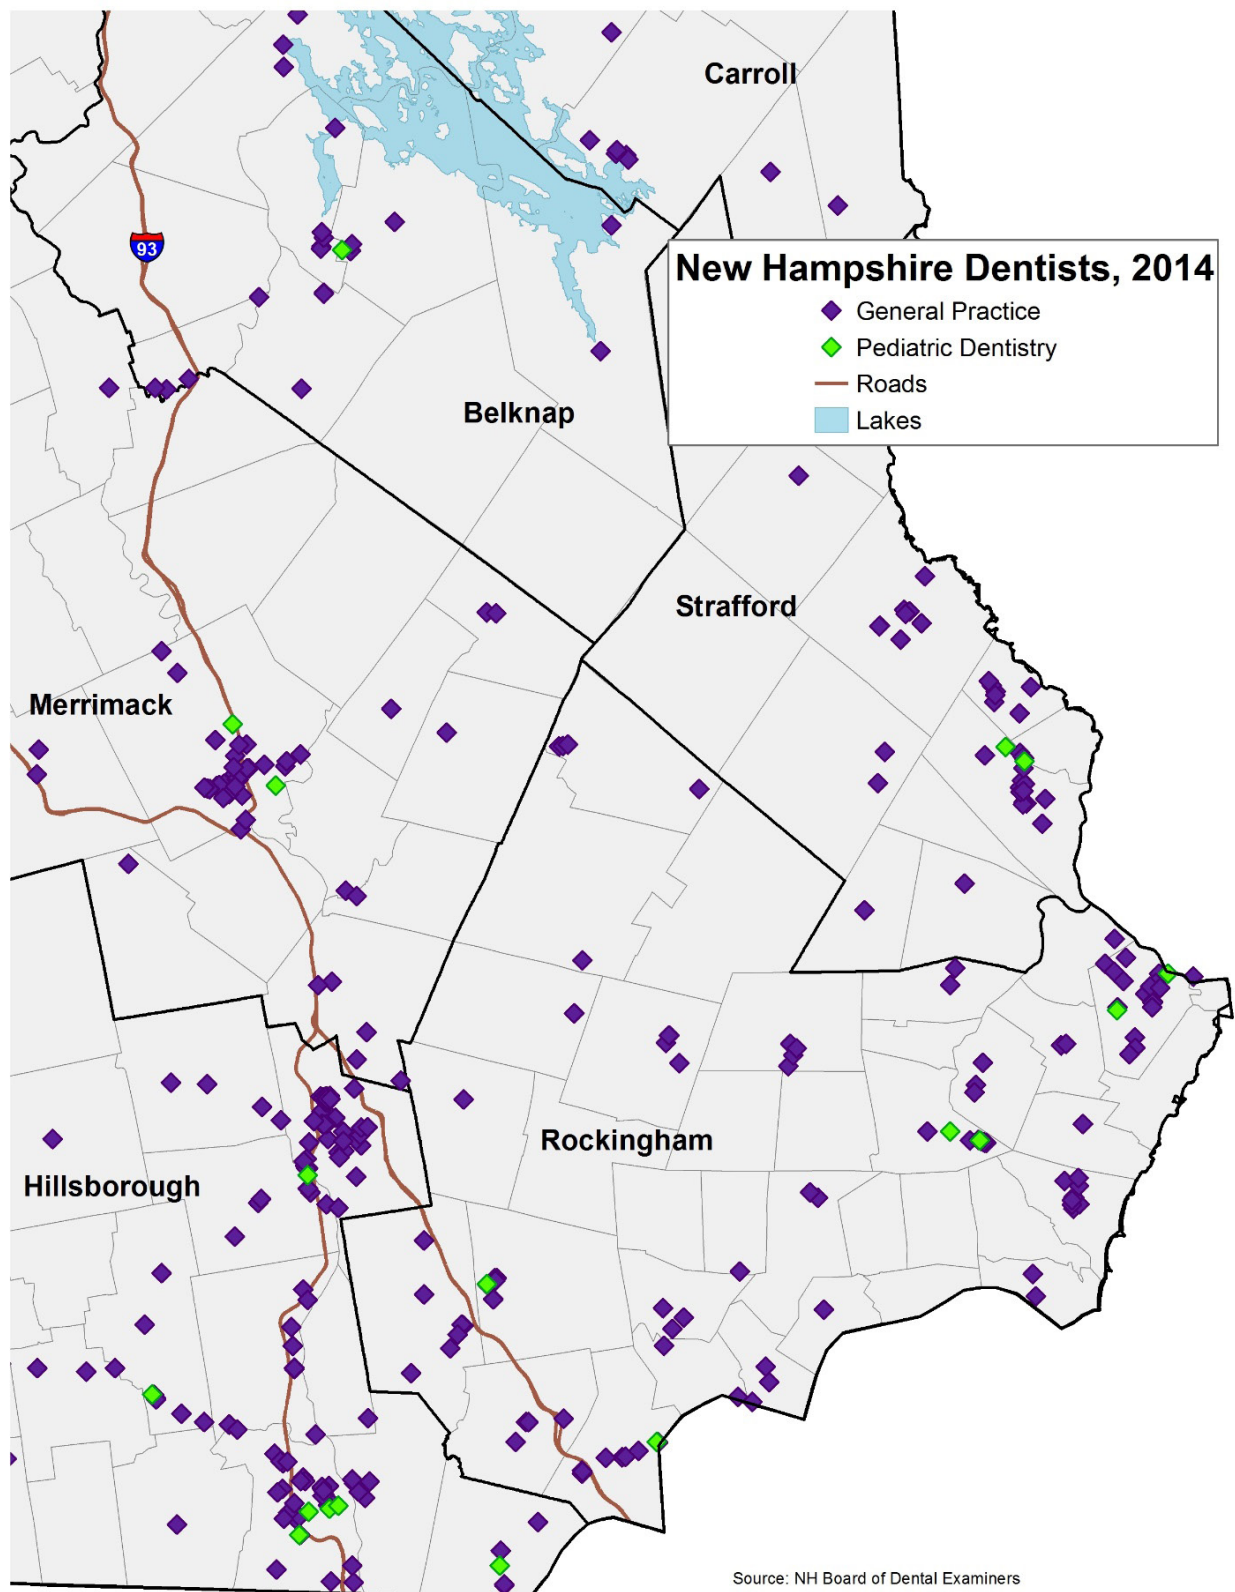 Carroll
93
New Hampshire Dentists, 2014
General Practice
Pediatric Dentistry
Roads
Lakes
Belknap
Strafford
Merrimack
Rockingham
Hillsborough
Source: NH Board of Dental Examiners